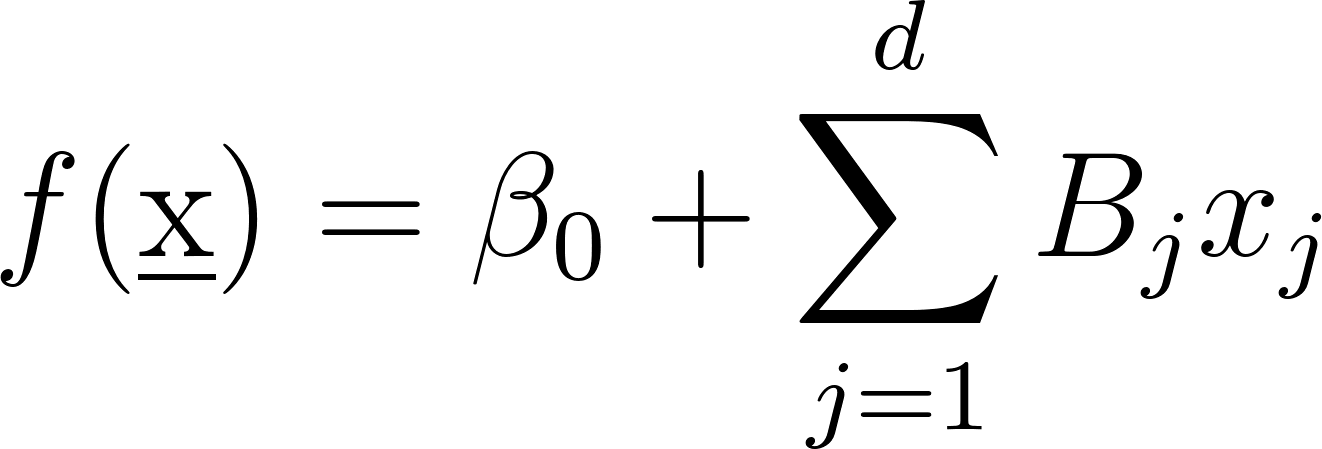 f(x) = β₀ + ∑_{j=1}^{d} B_j x_j